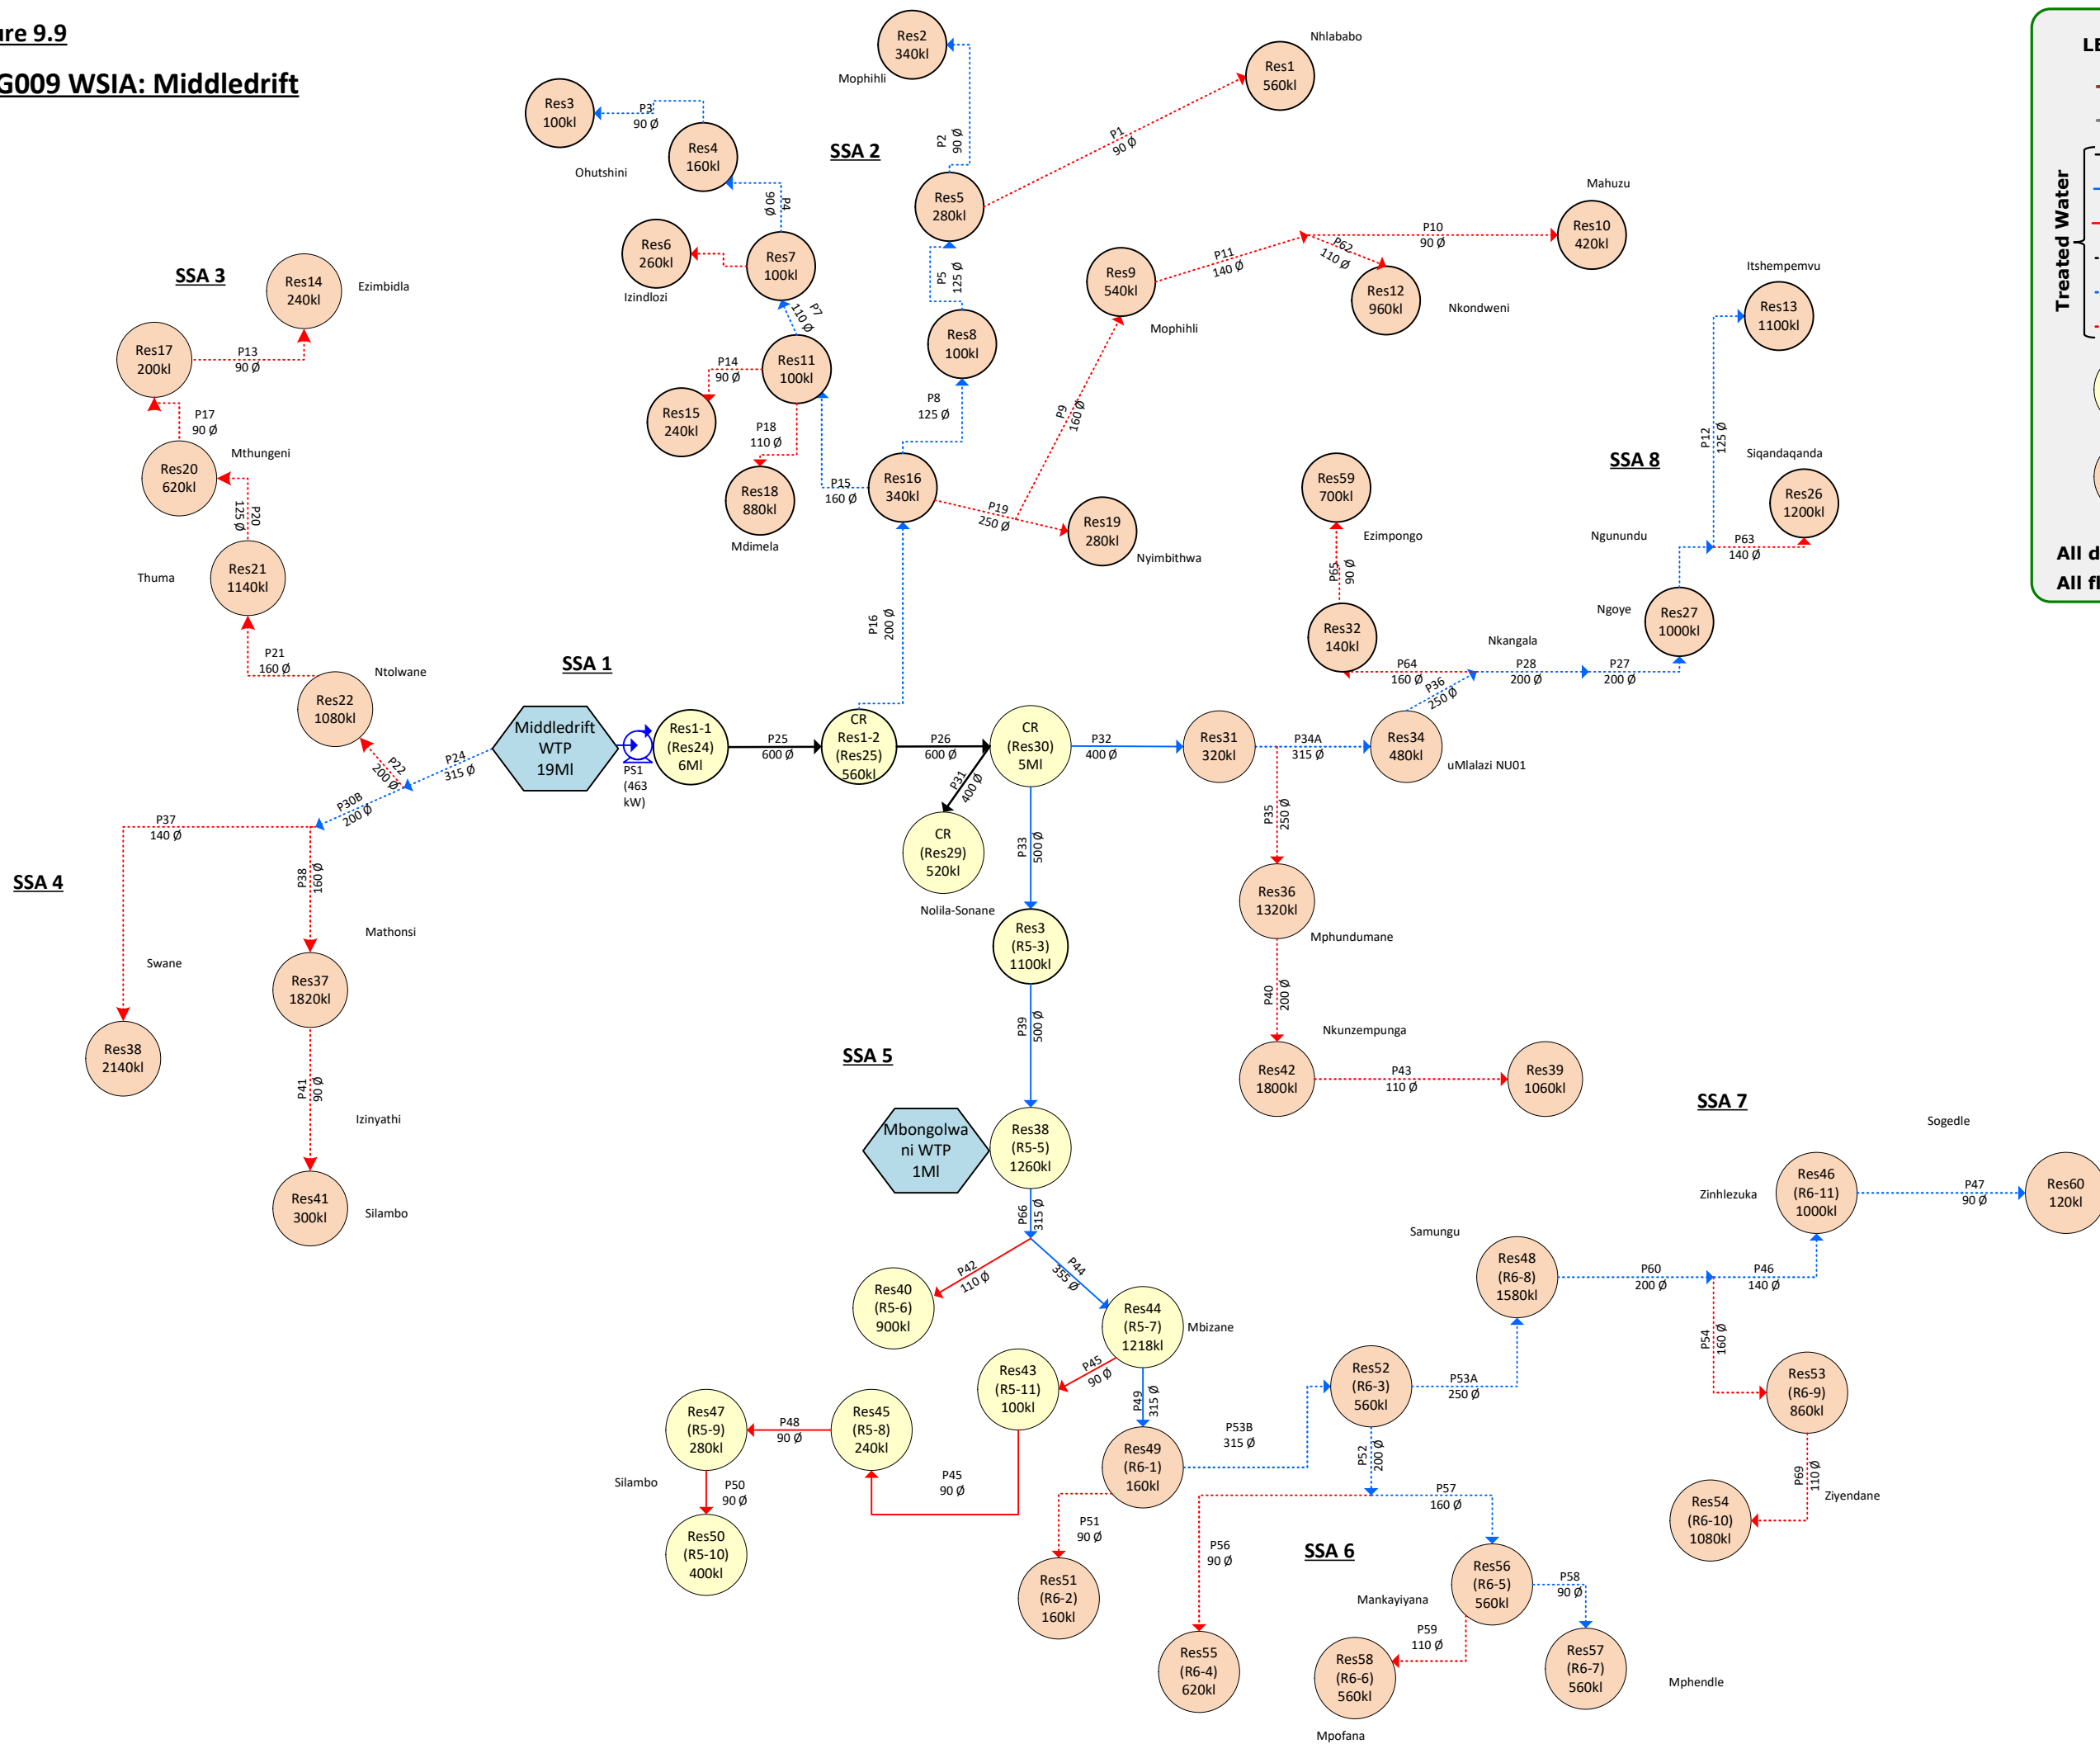 ure 9.9
G009 WSIA: Middledrift
SSA 1
SSA 2
SSA 3
SSA 4
SSA 5
SSA 6
SSA 7
SSA 8
Res2
340kl
Mophihli
Res1
560kl
Nhlababo
Res3
100kl
P3
90 Ø
Res4
160kl
Ohutshini
P4
90 Ø
P2
90 Ø
P1
90 Ø
Res5
280kl
Res6
260kl
Izindlozi
Res7
100kl
P7
110 Ø
P5
125 Ø
Res8
100kl
Res9
540kl
Mophihli
P11
140 Ø
P62
110 Ø
P10
90 Ø
Mahuzu
Res10
420kl
Res12
960kl
Nkondweni
Itshempemvu
Res13
1100kl
Res14
240kl
Ezimbidla
Res17
200kl
P13
90 Ø
P17
90 Ø
Mthungeni
Res20
620kl
P20
125 Ø
Thuma
Res21
1140kl
P21
160 Ø
Ntolwane
Res22
1080kl
P22
200 Ø
P24
315 Ø
P30B
200 Ø
Res11
100kl
P14
90 Ø
Res15
240kl
P18
110 Ø
Res18
880kl
Mdimela
P15
160 Ø
P8
125 Ø
Res16
340kl
P19
250 Ø
P9
160 Ø
Res19
280kl
Nyimbithwa
P16
200 Ø
Res59
700kl
Ezimpongo
P65
90 Ø
Res32
140kl
P64
160 Ø
Nkangala
P28
200 Ø
P27
200 Ø
P36
250 Ø
P12
125 Ø
Siqandaqanda
Res26
1200kl
Ngunundu
P63
140 Ø
Ngoye
Res27
1000kl
Middledrift
WTP
19Ml
PS1
(463
kW)
Res1-1
(Res24)
6Ml
P25
600 Ø
CR
Res1-2
(Res25)
560kl
P26
600 Ø
CR
(Res30)
5Ml
P31
400 Ø
CR
(Res29)
520kl
Nolila-Sonane
P32
400 Ø
Res31
320kl
P34A
315 Ø
Res34
480kl
uMlalazi NU01
P35
250 Ø
Res36
1320kl
Mphundumane
P40
200 Ø
Nkunzempunga
Res42
1800kl
P43
110 Ø
Res39
1060kl
P33
500 Ø
Res3
(R5-3)
1100kl
P39
500 Ø
P37
140 Ø
P38
160 Ø
Mathonsi
Swane
Res37
1820kl
Res38
2140kl
P41
90 Ø
Izinyathi
Res41
300kl
Silambo
Mbongolwa
ni WTP
1Ml
Res38
(R5-5)
1260kl
P66
315 Ø
P42
110 Ø
P44
355 Ø
Res40
(R5-6)
900kl
Res44
(R5-7)
1218kl
Mbizane
P45
90 Ø
Res43
(R5-11)
100kl
P49
315 Ø
Res47
(R5-9)
280kl
P48
90 Ø
Res45
(R5-8)
240kl
P45
90 Ø
Silambo
P50
90 Ø
Res50
(R5-10)
400kl
Res49
(R6-1)
160kl
P51
90 Ø
Res51
(R6-2)
160kl
P53B
315 Ø
Res52
(R6-3)
560kl
P53A
250 Ø
P52
200 Ø
P57
160 Ø
P56
90 Ø
Res55
(R6-4)
620kl
Res56
(R6-5)
560kl
Mankayiyana
P58
90 Ø
P59
110 Ø
Res58
(R6-6)
560kl
Mpofana
Res57
(R6-7)
560kl
Mphendle
Samungu
Res48
(R6-8)
1580kl
P60
200 Ø
P46
140 Ø
Zinhlezuka
Res46
(R6-11)
1000kl
Sogedle
P47
90 Ø
Res60
120kl
P54
160 Ø
Res53
(R6-9)
860kl
P69
110 Ø
Ziyendane
Res54
(R6-10)
1080kl
LE
Treated Water
All d
All fl